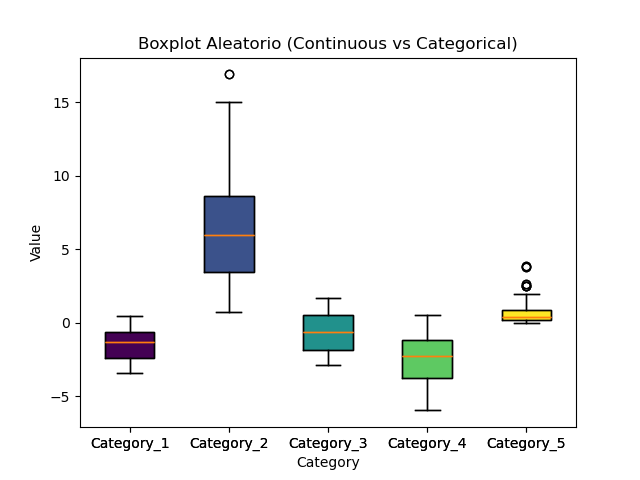 Boxplot Aleatorio (Continuous vs Categorical)
15
10
5
0
−5
Value
Category_1 Category_2 Category_3 Category_4 Category_5
Category